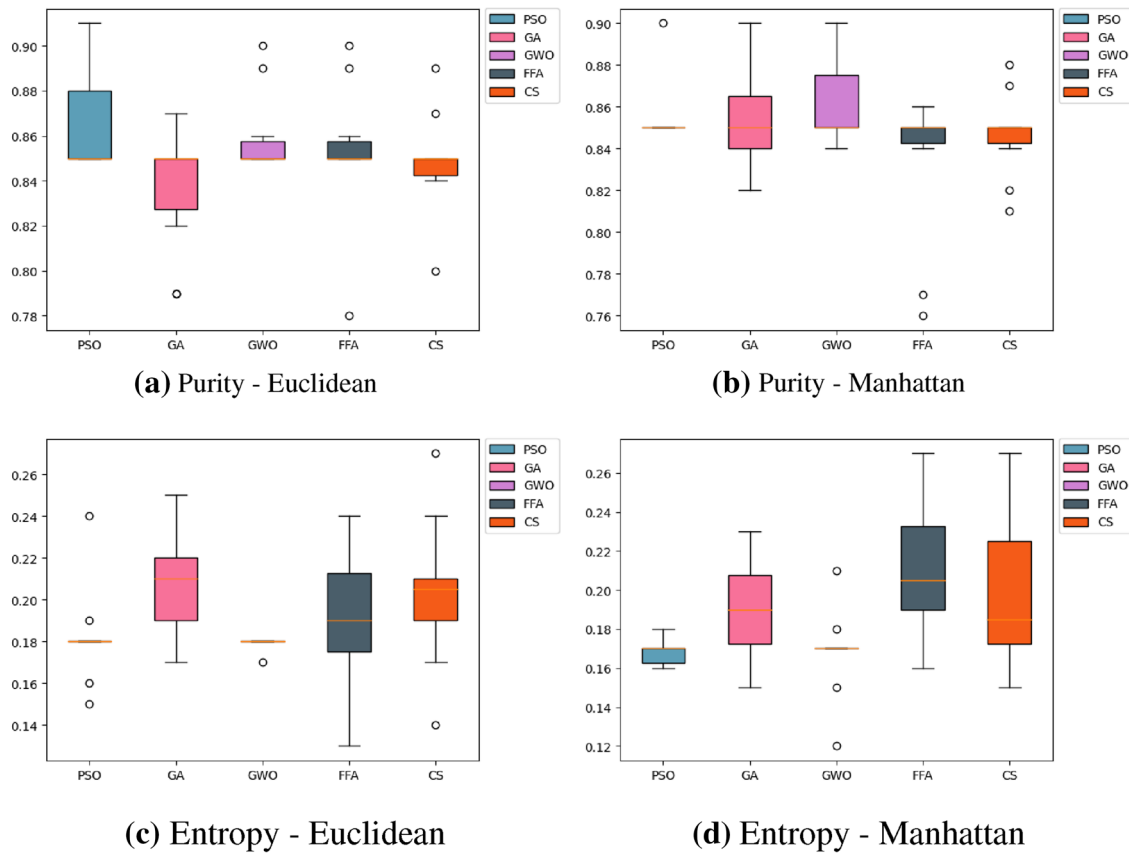 PSO
GA
GWO
FFA
CS
0.90
0.88
0.86
0.84
0.82
0.80
0.78
PSO GA GWO FFA CS
(a) Purity - Euclidean
PSO
GA
GWO
FFA
CS
0.90
0.88
0.86
0.84
0.82
0.80
0.78
0.76
PSO GA GWO FFA CS
(b) Purity - Manhattan
PSO
GA
GWO
FFA
CS
0.26
0.24
0.22
0.20
0.18
0.16
0.14
PSO GA GWO FFA CS
(c) Entropy - Euclidean
PSO
GA
GWO
FFA
CS
0.26
0.24
0.22
0.20
0.18
0.16
0.14
0.12
PSO GA GWO FFA CS
(d) Entropy - Manhattan